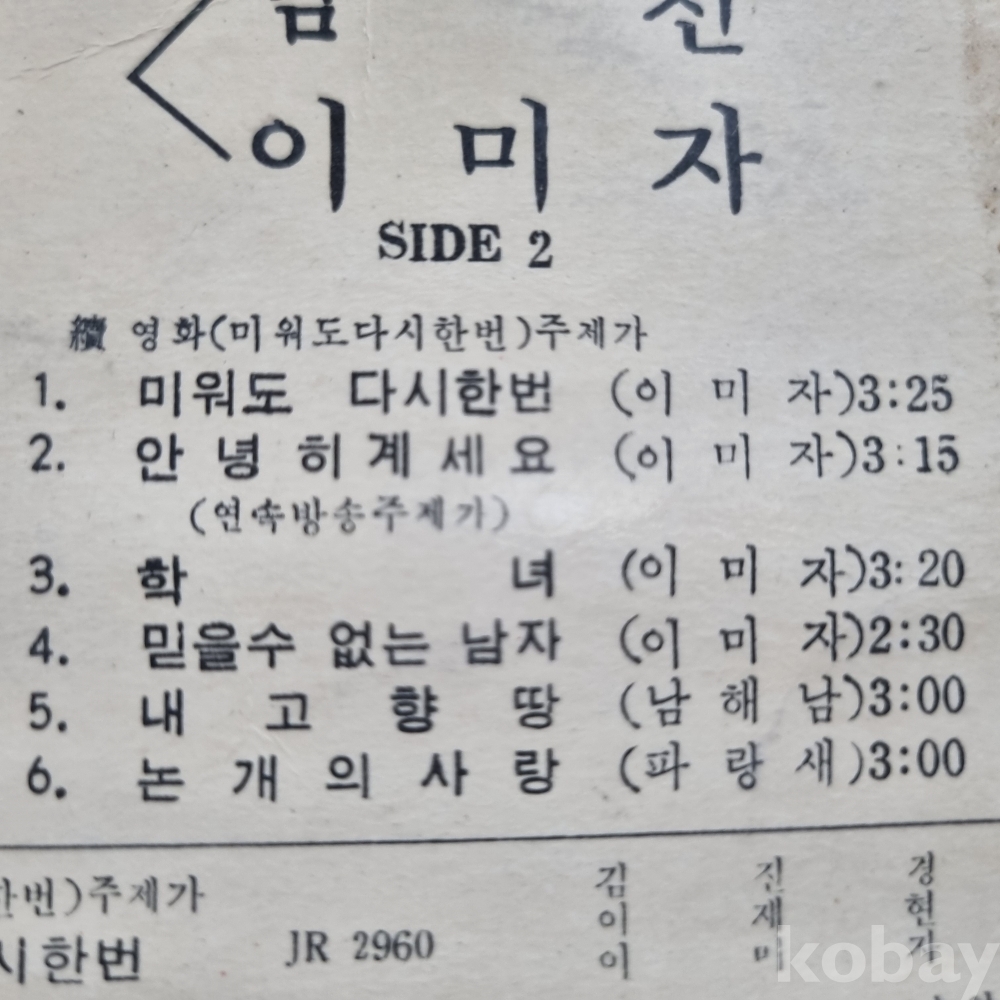 이 미 자
SIDE 2
續 영화(미워도다시한번)주제가
1. 미워도 다시한번 (이 미 자)3:25
2. 안녕히계세요 (이 미 자)3:15
(연속방송주제가)
3. 학 녀 (이 미 자)3:20
4. 믿을수 없는 남자 (이 미 자)2:30
5. 내 고 향 땅 (남 해 남)3:00
6. 논 개 의 사 랑 (파 랑 새)3:00
한번)주제가
시한번
JR 2960
김 진 경
이 재 현
이 미
kobay